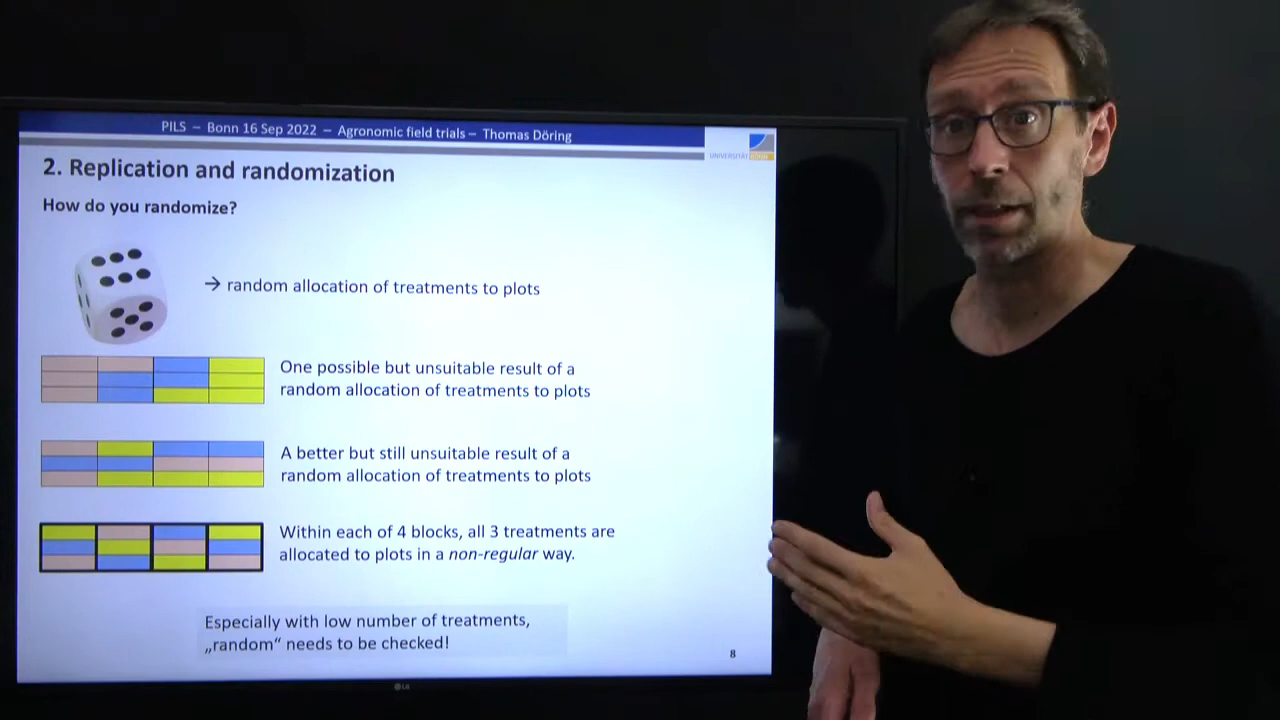 PILS – Bonn 16 Sep 2022 – Agronomic field trials – Thomas Döring
UNIVERSITÄT BONN
2. Replication and randomization
How do you randomize?
→ random allocation of treatments to plots
One possible but unsuitable result of a
random allocation of treatments to plots
A better but still unsuitable result of a
random allocation of treatments to plots
Within each of 4 blocks, all 3 treatments are
allocated to plots in a non-regular way.
Especially with low number of treatments,
„random“ needs to be checked!
8
LG